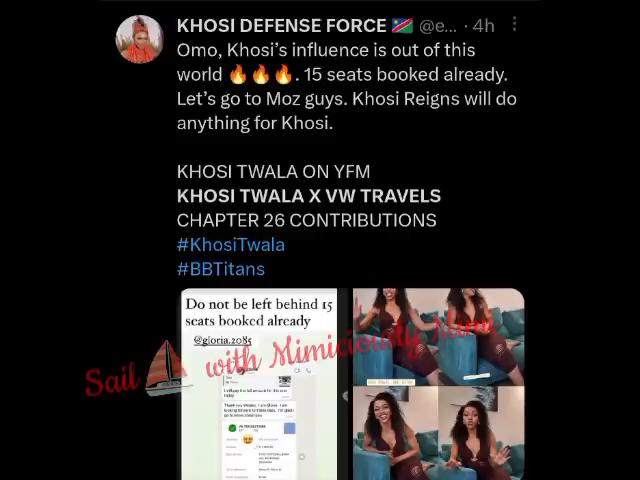 KHOSI DEFENSE FORCE 🇳🇦 @e... · 4h
Omo, Khosi's influence is out of this
world 🔥🔥🔥. 15 seats booked already.
Let's go to Moz guys. Khosi Reigns will do
anything for Khosi.
KHOSI TWALA ON YFM
KHOSI TWALA X VW TRAVELS
CHAPTER 26 CONTRIBUTIONS
#KhosiTwala
#BBTitans
Do not be left behind 15
seats booked already
@gloria.2085
Sail with Mimiciously Mimi